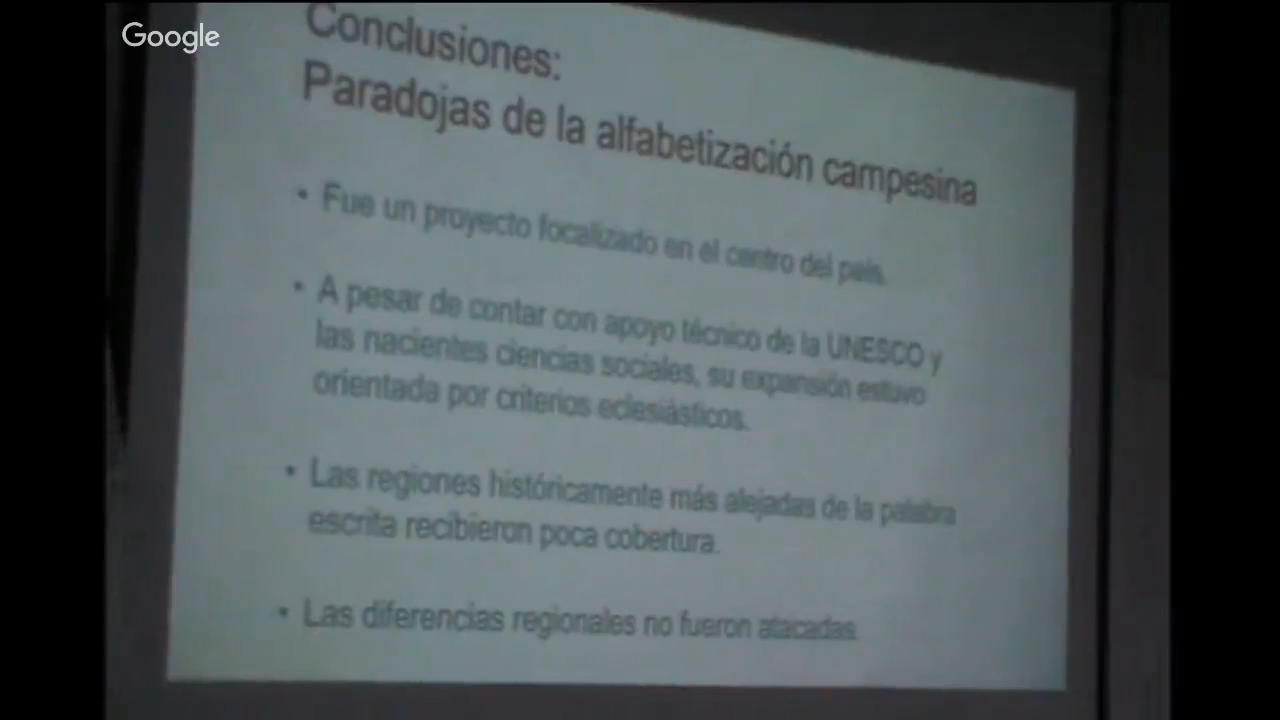 Google
Conclusiones:
Paradojas de la alfabetización campesina
• Fue un proyecto focalizado en el centro del país.
• A pesar de contar con apoyo técnico de la UNESCO y
las nacientes ciencias sociales, su expansión estuvo
orientada por criterios eclesiásticos.
• Las regiones históricamente más alejadas de la palabra
escrita recibieron poca cobertura.
• Las diferencias regionales no fueron atacadas.